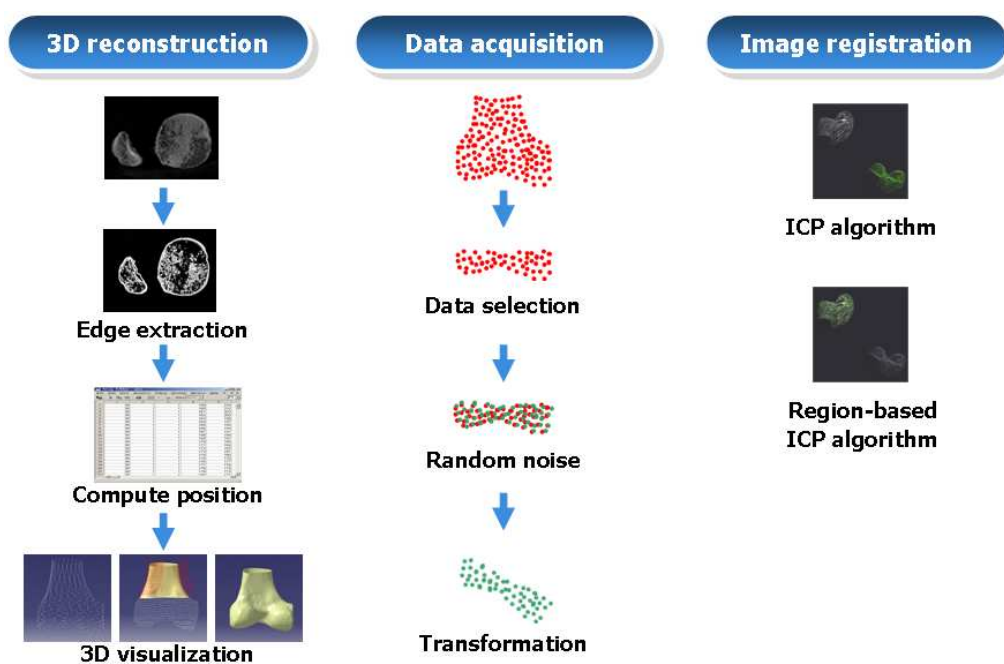 3D reconstruction
Data acquisition
Image registration
Edge extraction
Compute position
3D visualization
Data selection
Random noise
Transformation
ICP algorithm
Region-based
ICP algorithm